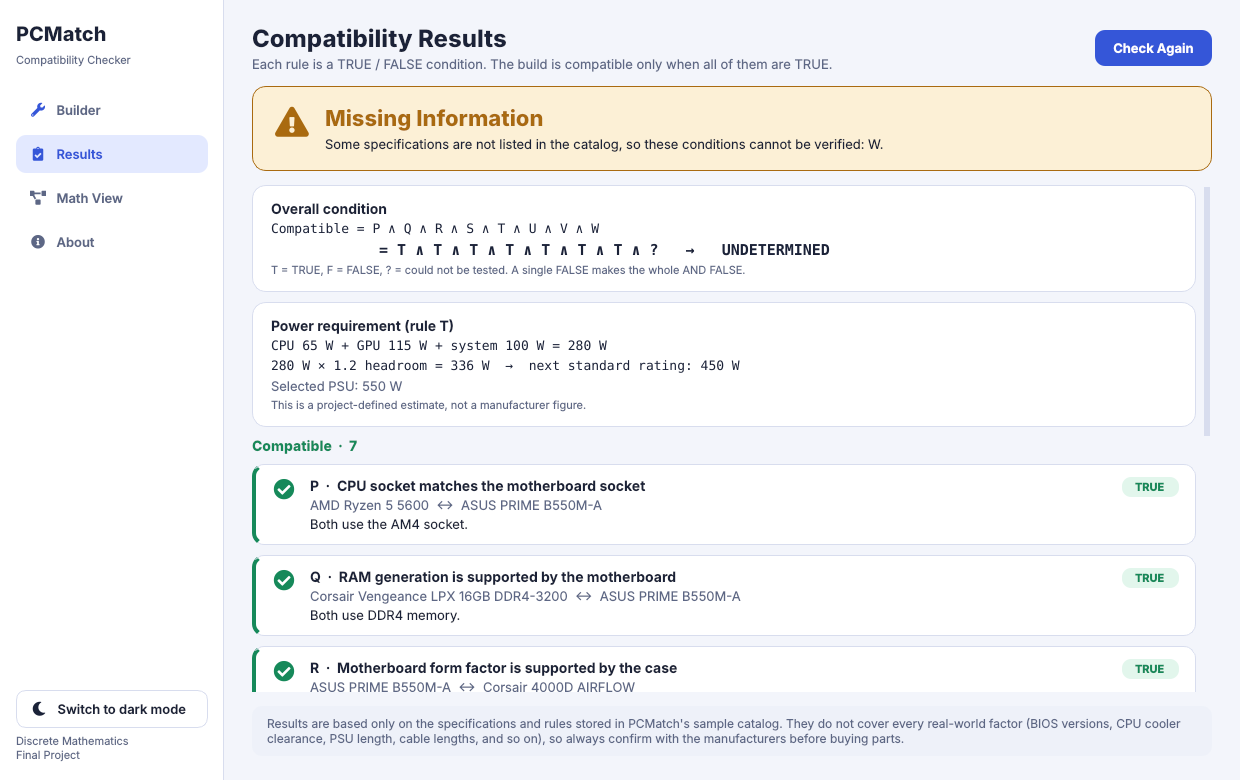 PCMatch
Compatibility Checker
Builder
Results
Math View
About
Switch to dark mode
Discrete Mathematics
Final Project
Compatibility Results
Each rule is a TRUE / FALSE condition. The build is compatible only when all of them are TRUE.
Check Again
Missing Information
Some specifications are not listed in the catalog, so these conditions cannot be verified: W.
Overall condition
Compatible = P ∧ Q ∧ R ∧ S ∧ T ∧ U ∧ V ∧ W
= T ∧ T ∧ T ∧ T ∧ T ∧ T ∧ T ∧ ? → UNDETERMINED
T = TRUE, F = FALSE, ? = could not be tested. A single FALSE makes the whole AND FALSE.
Power requirement (rule T)
CPU 65 W + GPU 115 W + system 100 W = 280 W
280 W × 1.2 headroom = 336 W → next standard rating: 450 W
Selected PSU: 550 W
This is a project-defined estimate, not a manufacturer figure.
Compatible · 7
P · CPU socket matches the motherboard socket
TRUE
AMD Ryzen 5 5600 ↔ ASUS PRIME B550M-A
Both use the AM4 socket.
Q · RAM generation is supported by the motherboard
TRUE
Corsair Vengeance LPX 16GB DDR4-3200 ↔ ASUS PRIME B550M-A
Both use DDR4 memory.
R · Motherboard form factor is supported by the case
TRUE
ASUS PRIME B550M-A ↔ Corsair 4000D AIRFLOW
Results are based only on the specifications and rules stored in PCMatch's sample catalog. They do not cover every real-world factor (BIOS versions, CPU cooler
clearance, PSU length, cable lengths, and so on), so always confirm with the manufacturers before buying parts.